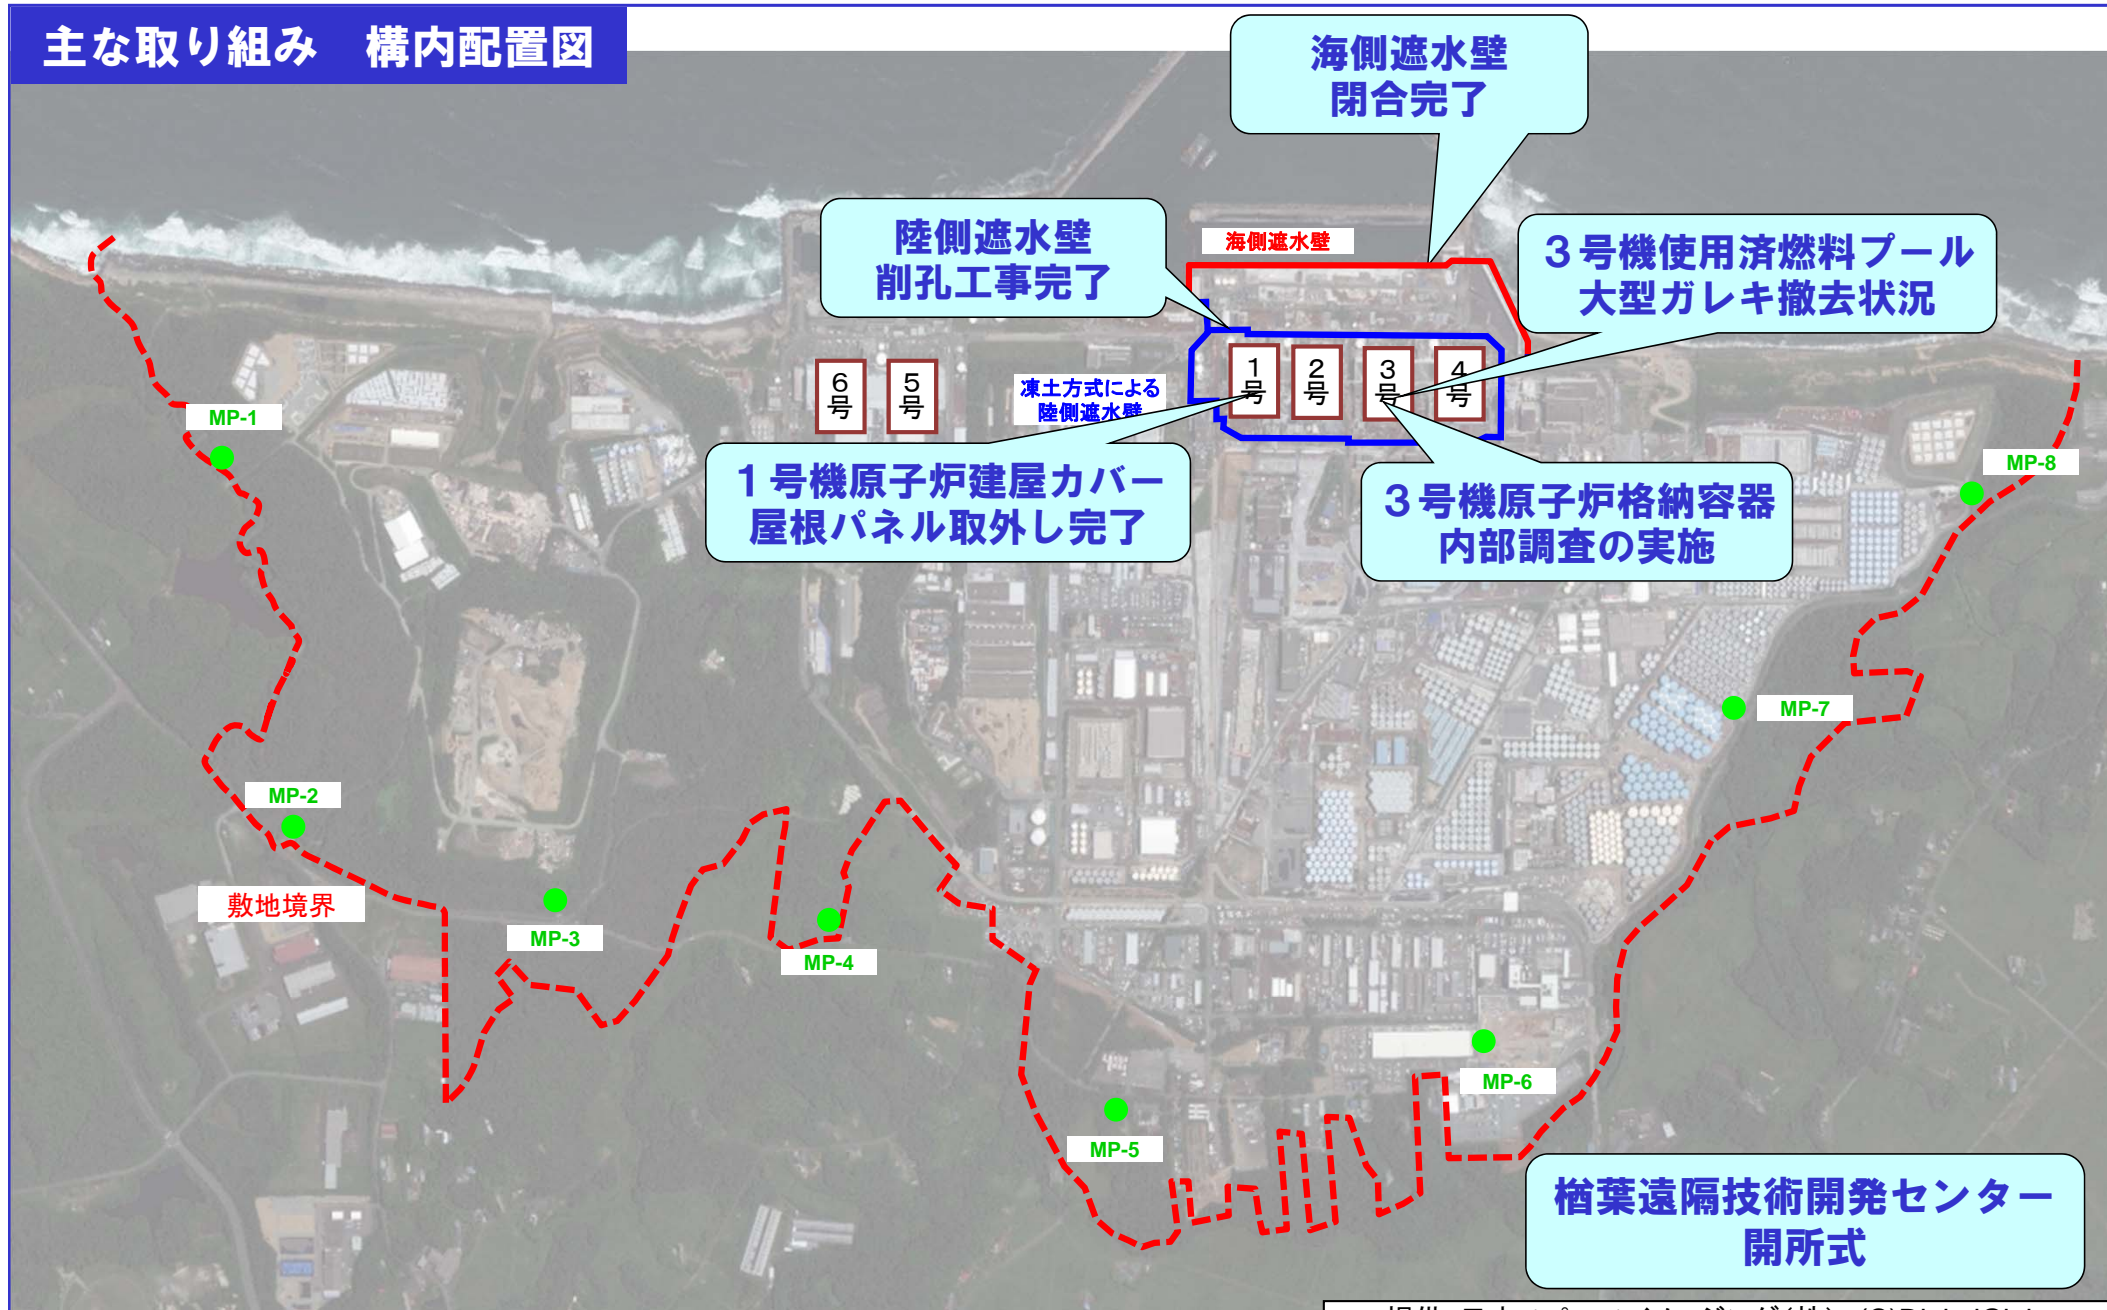 主な取り組み　構内配置図
海側遮水壁
閉合完了
陸側遮水壁
削孔工事完了
海側遮水壁
３号機使用済燃料プール
大型ガレキ撤去状況
凍土方式による
陸側遮水壁
6号
5号
1号
2号
3号
4号
MP-1
１号機原子炉建屋カバー
屋根パネル取外し完了
３号機原子炉格納容器
内部調査の実施
MP-8
MP-7
MP-2
敷地境界
MP-3
MP-4
MP-6
MP-5
楢葉遠隔技術開発センター
開所式